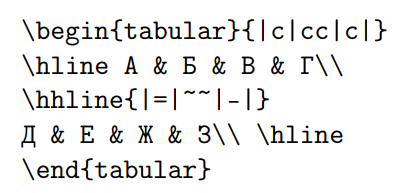 \begin{tabular}{|c|cc|c|}
\hline А & Б & В & Г\\
\hhline{|=|~~|-|}
Д & Е & Ж & З\\ \hline
\end{tabular}